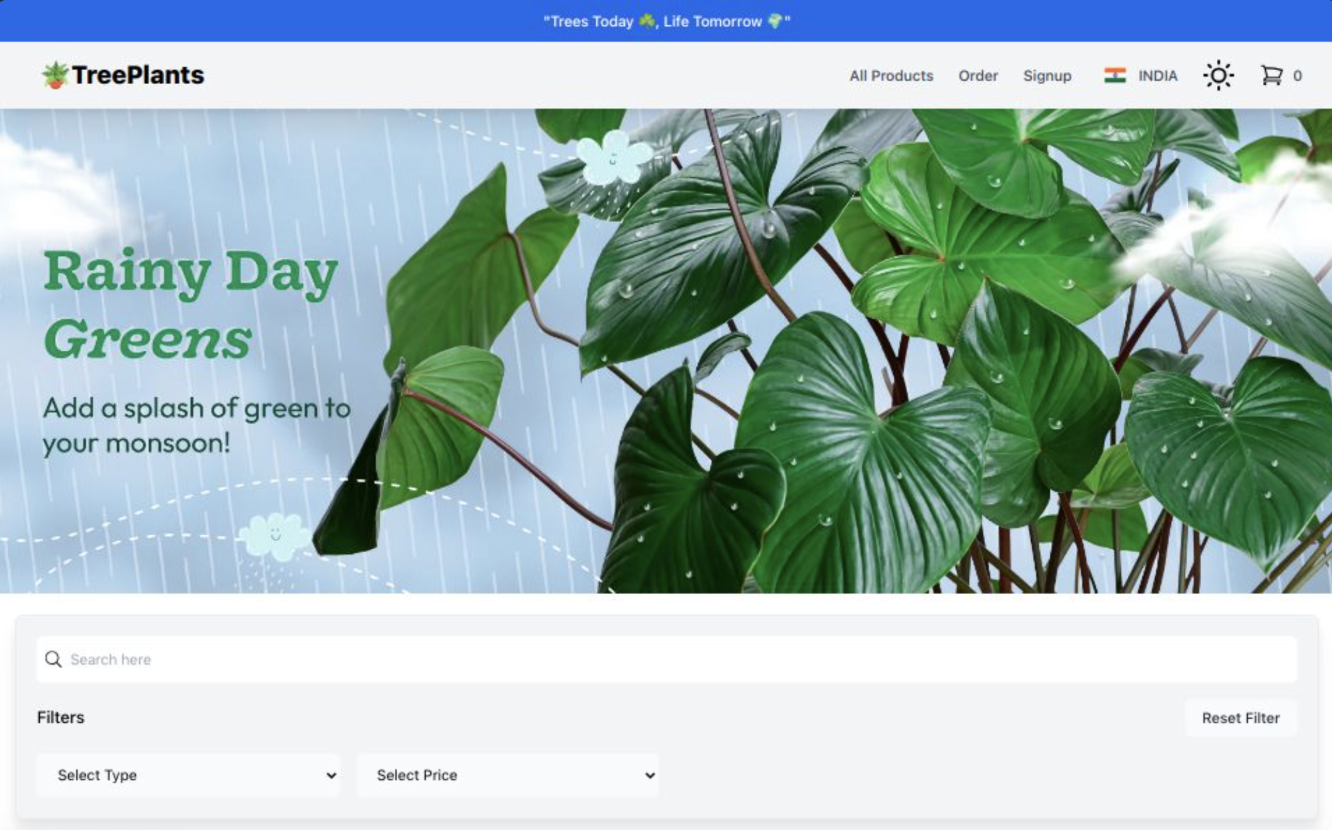 "Trees Today ☘️, Life Tomorrow 🌍"
TreePlants
All Products
Order
Signup
INDIA
0
Rainy Day
Greens
Add a splash of green to
your monsoon!
Search here
Filters
Reset Filter
Select Type
Select Price